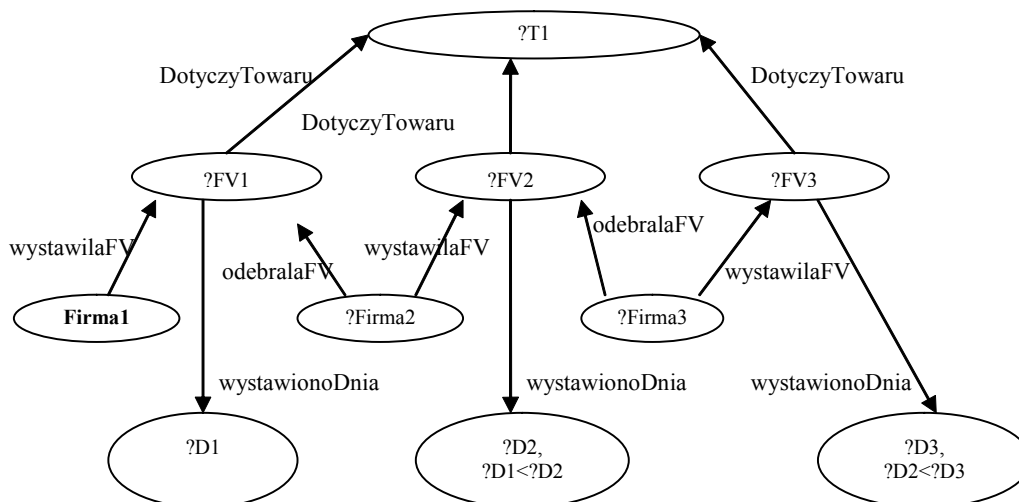 ?T1
DotyczyTowaru
DotyczyTowaru
DotyczyTowaru
?FV1
?FV2
?FV3
wystawilaFV
odebralaFV
wystawilaFV
odebralaFV
wystawilaFV
Firma1
?Firma2
?Firma3
wystawionoDnia
wystawionoDnia
wystawionoDnia
?D1
?D2,
?D1<?D2
?D3,
?D2<?D3